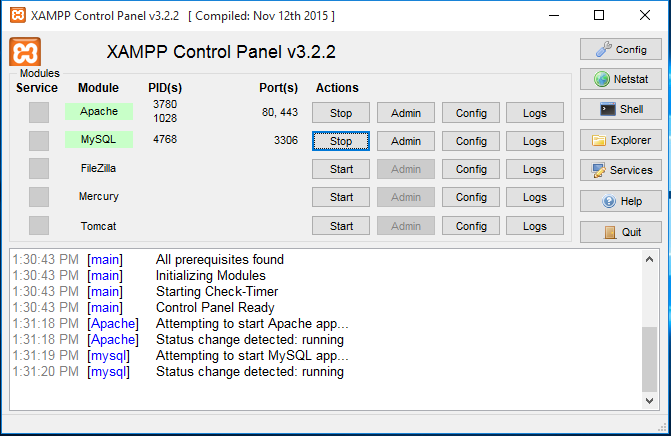 XAMPP Control Panel v3.2.2 [ Compiled: Nov 12th 2015 ]
XAMPP Control Panel v3.2.2
Config
Modules
Service Module PID(s) Port(s) Actions
Netstat
Apache 3780 1028 80, 443 Stop Admin Config Logs
Shell
MySQL 4768 3306 Stop Admin Config Logs
Explorer
FileZilla Start Admin Config Logs
Services
Mercury Start Admin Config Logs
Help
Tomcat Start Admin Config Logs
Quit
1:30:43 PM [main] All prerequisites found
1:30:43 PM [main] Initializing Modules
1:30:43 PM [main] Starting Check-Timer
1:30:43 PM [main] Control Panel Ready
1:31:18 PM [Apache] Attempting to start Apache app...
1:31:18 PM [Apache] Status change detected: running
1:31:19 PM [mysql] Attempting to start MySQL app...
1:31:20 PM [mysql] Status change detected: running